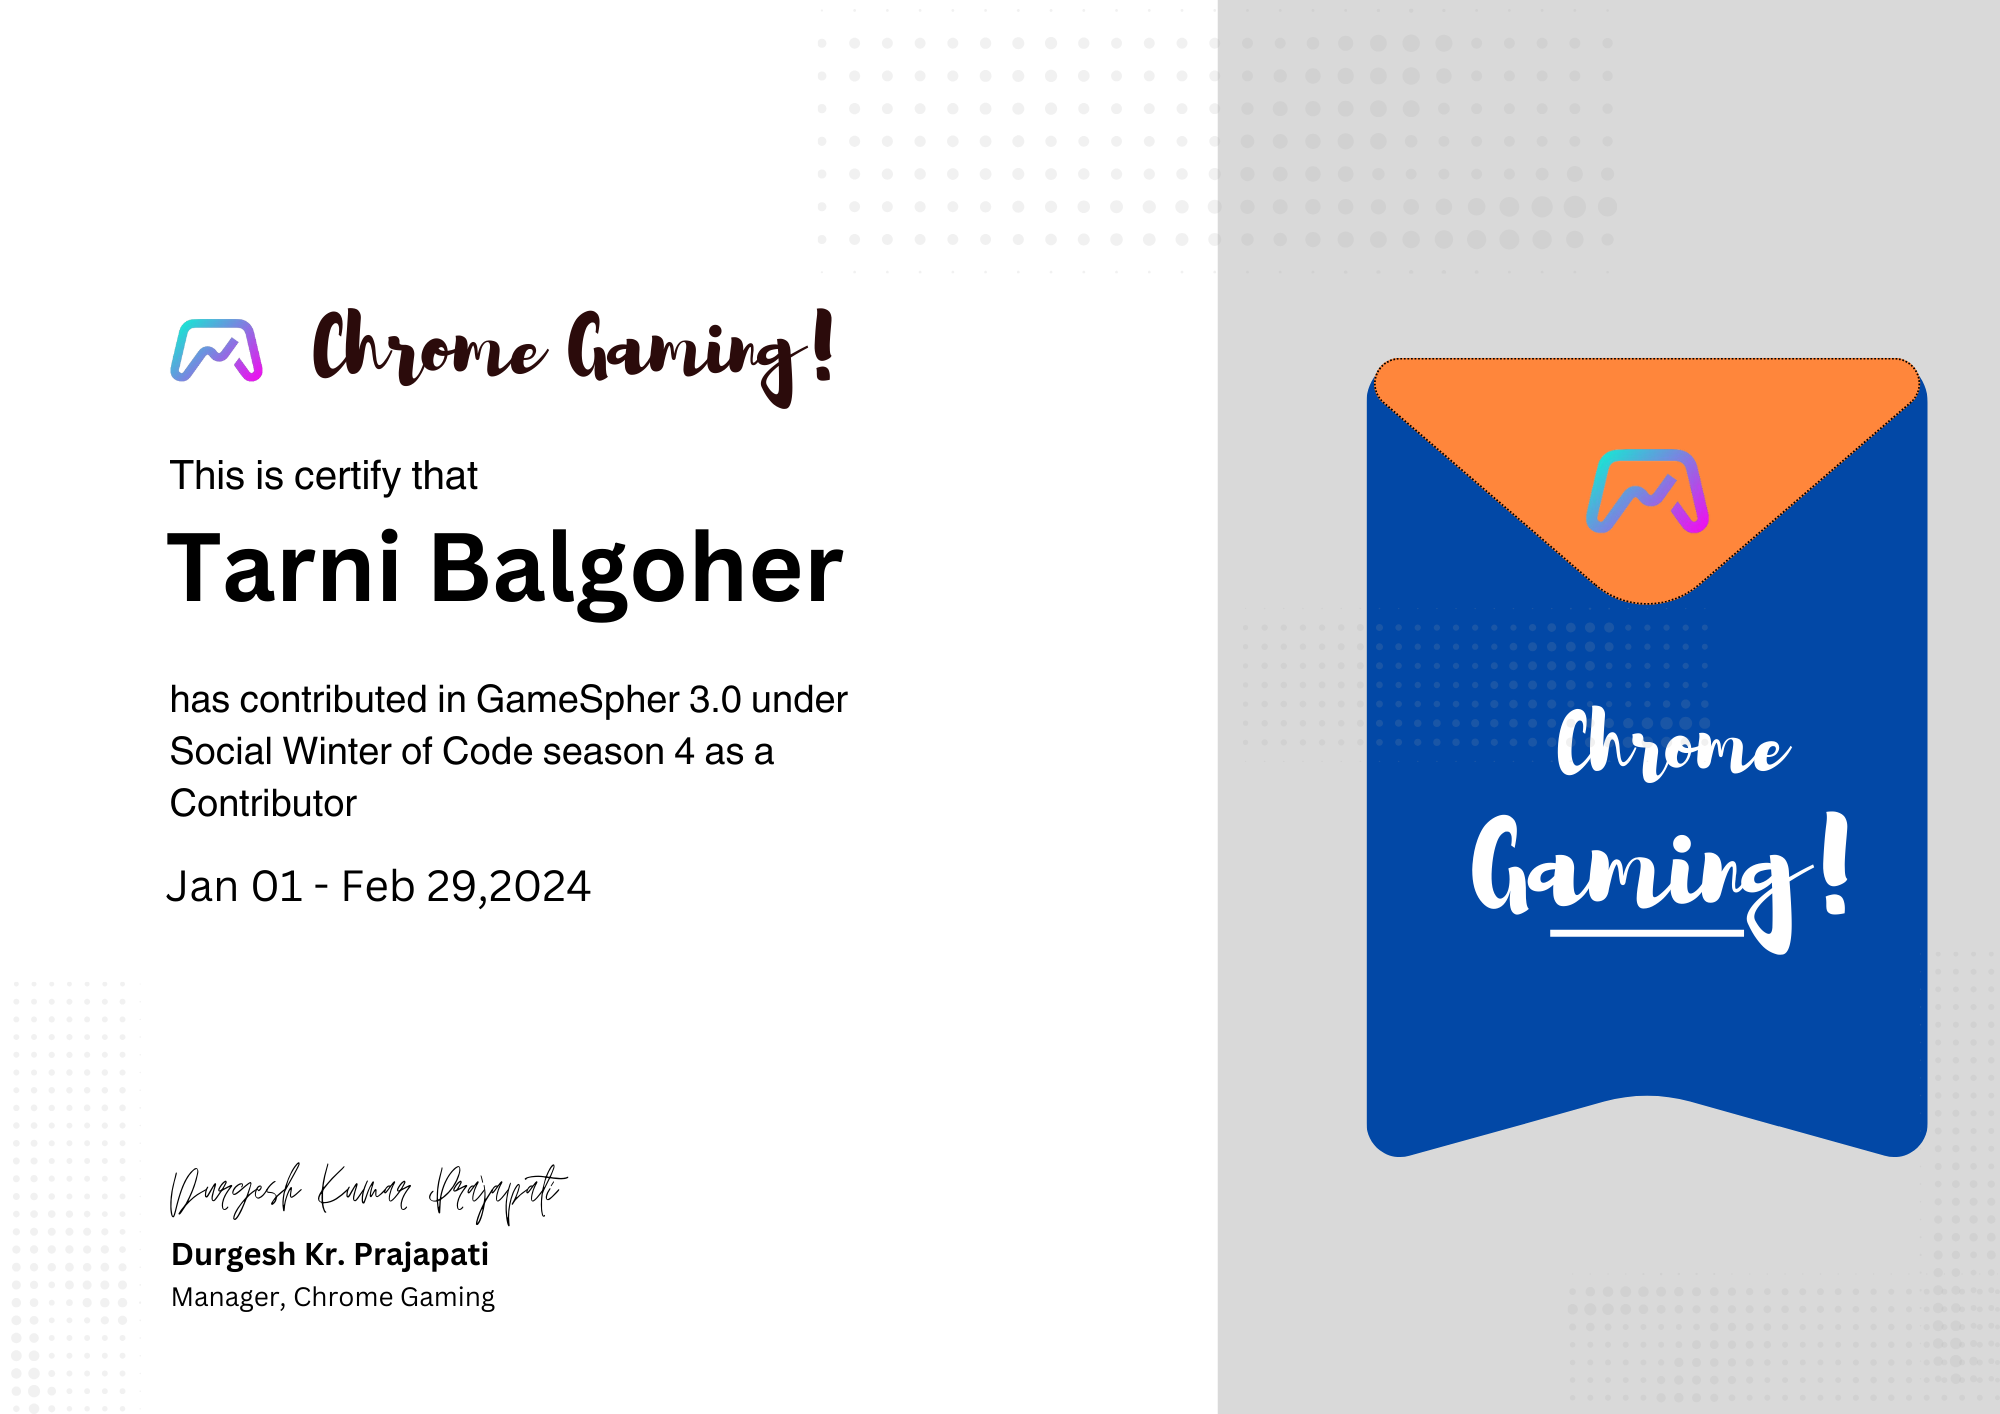 Chrome Gaming!
This is certify that
Tarni Balgoher
has contributed in GameSpher 3.0 under
Social Winter of Code season 4 as a
Contributor
Jan 01 - Feb 29,2024
Durgesh Kumar Prajapati
Durgesh Kr. Prajapati
Manager, Chrome Gaming
Chrome
Gaming!